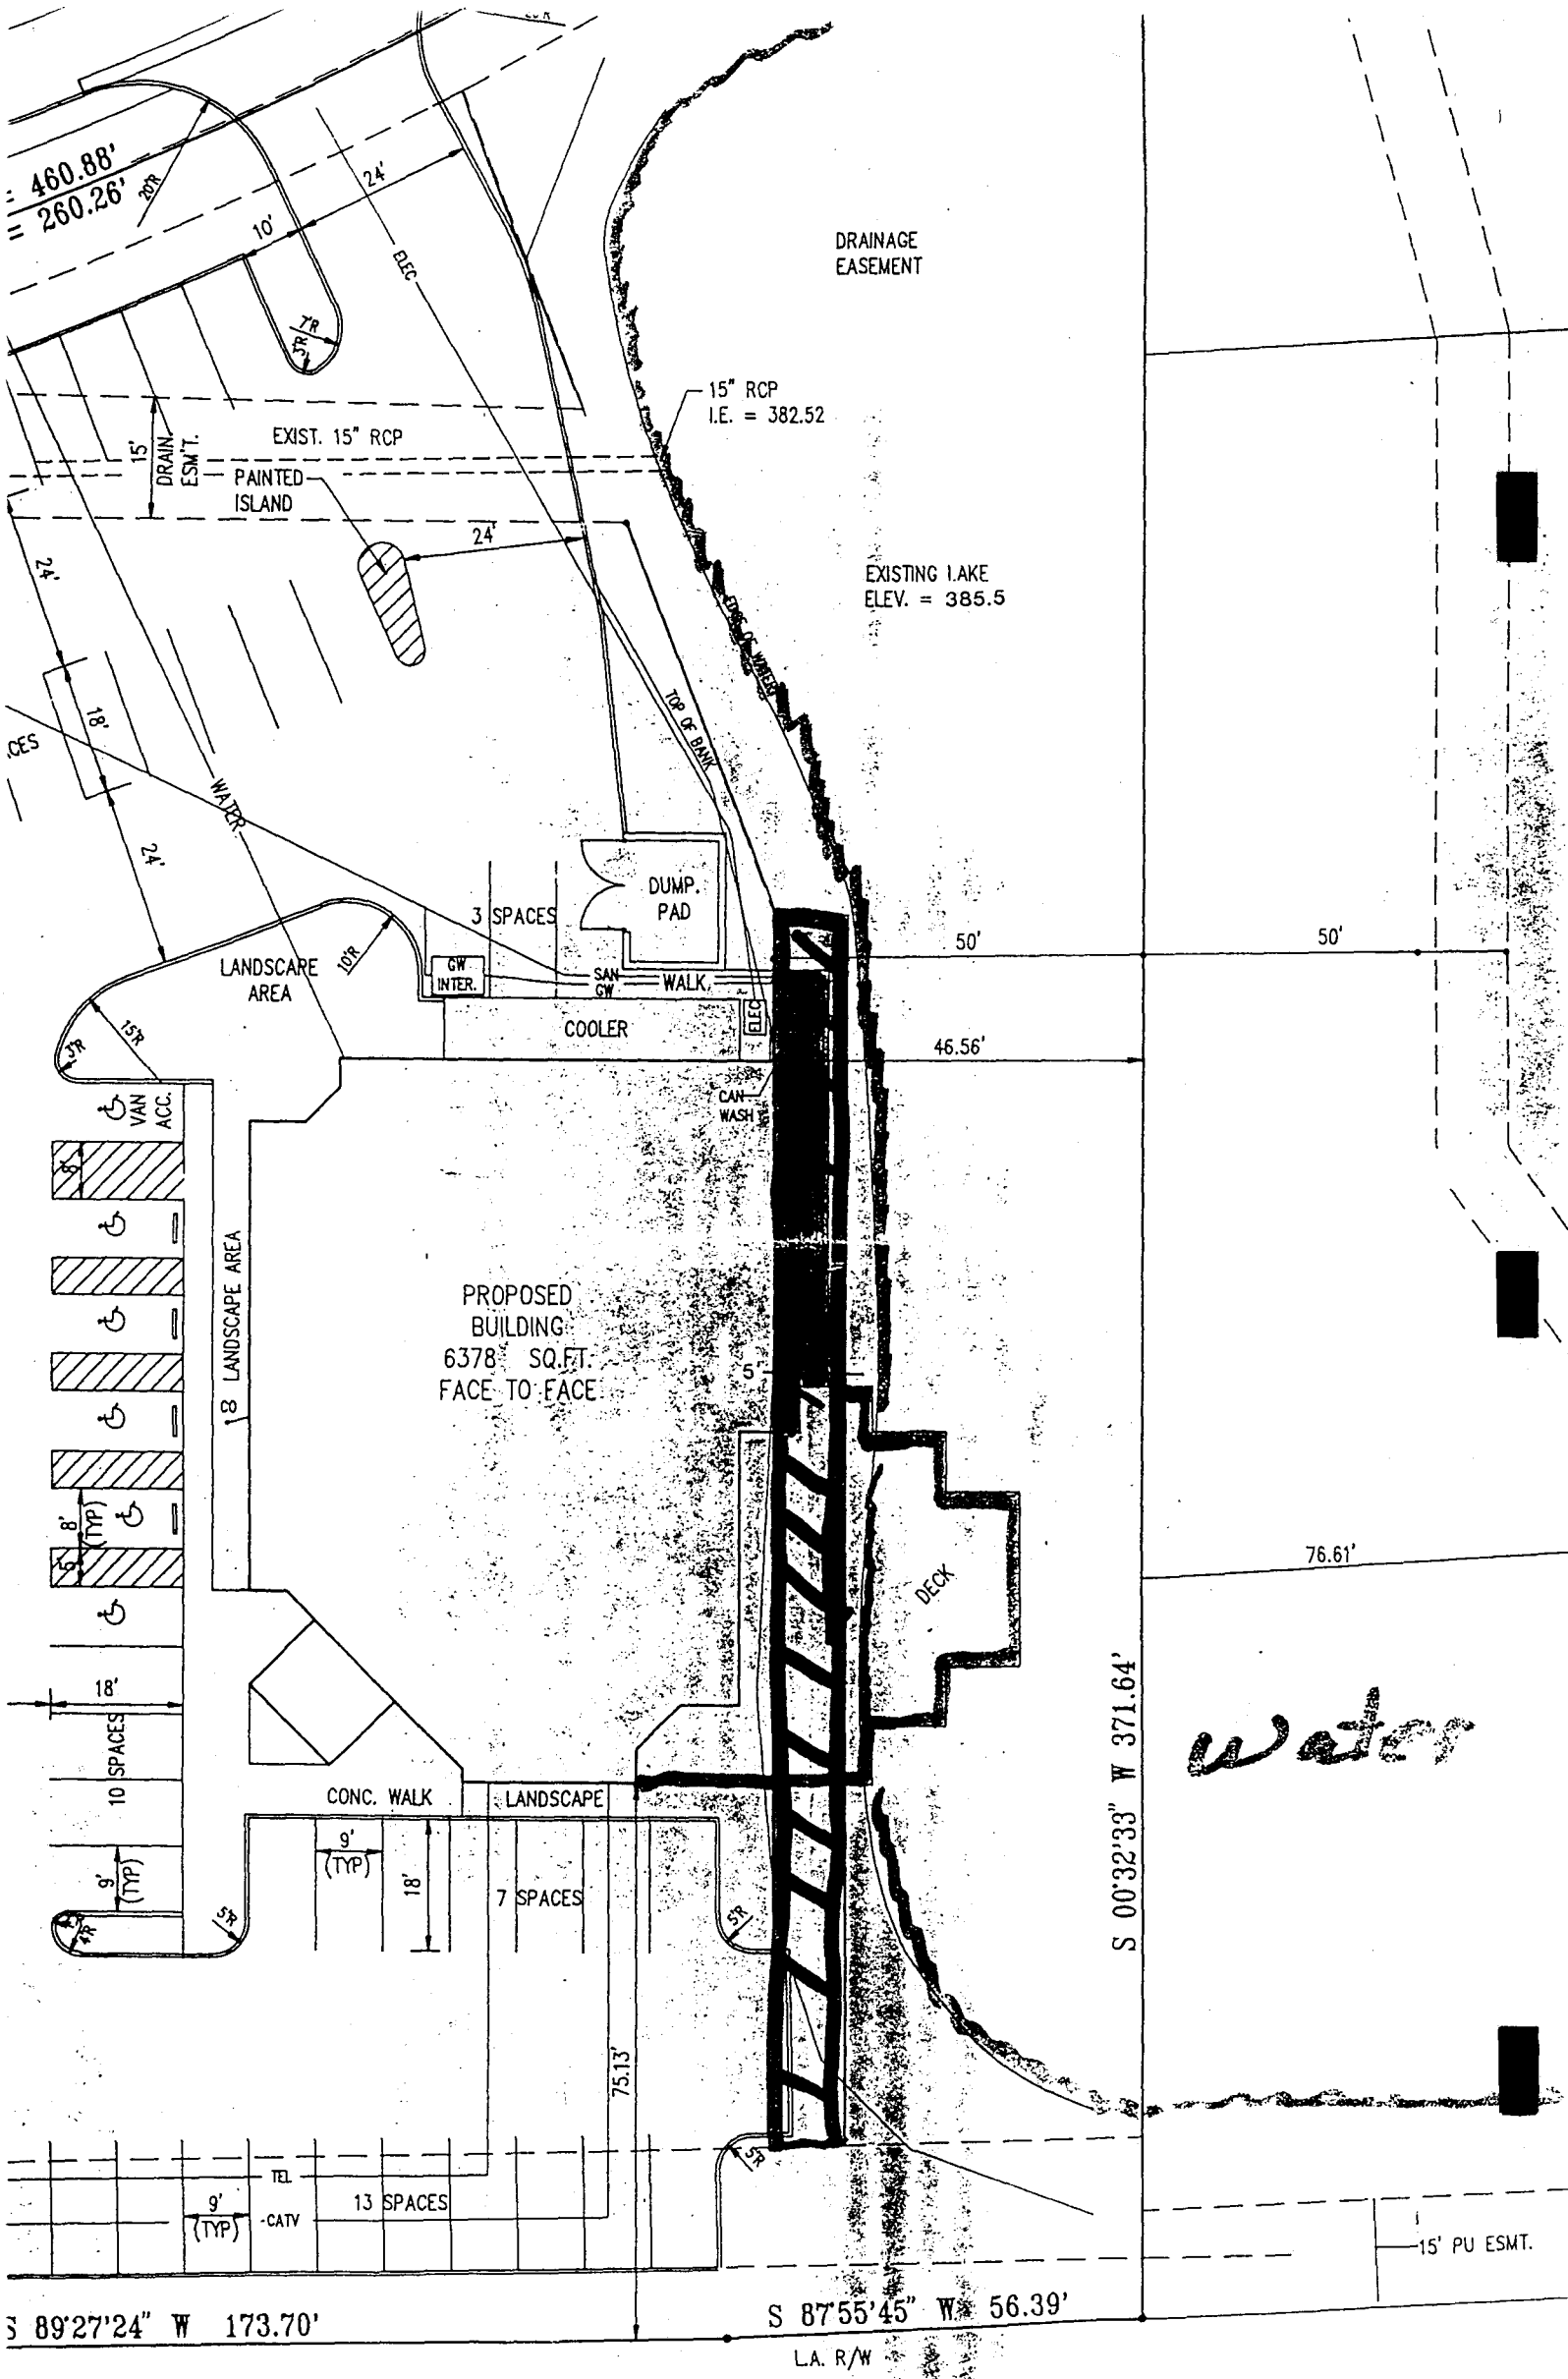 = 460.88'
= 260.26'
20'R
24'
10'
ELEC
7'R
3'R
DRAINAGE
EASEMENT
15" RCP
I.E. = 382.52
EXIST. 15" RCP
15'
DRAIN.
ESM'T.
PAINTED
ISLAND
24'
24'
EXISTING LAKE
ELEV. = 385.5
EDGE OF WATER
TOP OF BANK
18'
WATER
24'
DUMP.
PAD
3 SPACES
50'
50'
LANDSCAPE
AREA
10'R
GW
INTER.
SAN
GW
WALK
COOLER
ELEC
15'R
3'R
46.56'
CAN
WASH
VAN
ACC.
8'
18 LANDSCAPE AREA
PROPOSED
BUILDING
6378 SQ.FT.
FACE TO FACE
5'
8'
(TYP)
5'
DECK
76.61'
S 00°32'33" W 371.64'
water
18'
10 SPACES
CONC. WALK
LANDSCAPE
9'
(TYP)
9'
(TYP)
18'
7 SPACES
5'R
5'R
4'R
75.13'
5'R
TEL
13 SPACES
9'
(TYP)
CATV
15' PU ESMT.
S 89°27'24" W 173.70'
S 87°55'45" W 56.39'
L.A. R/W